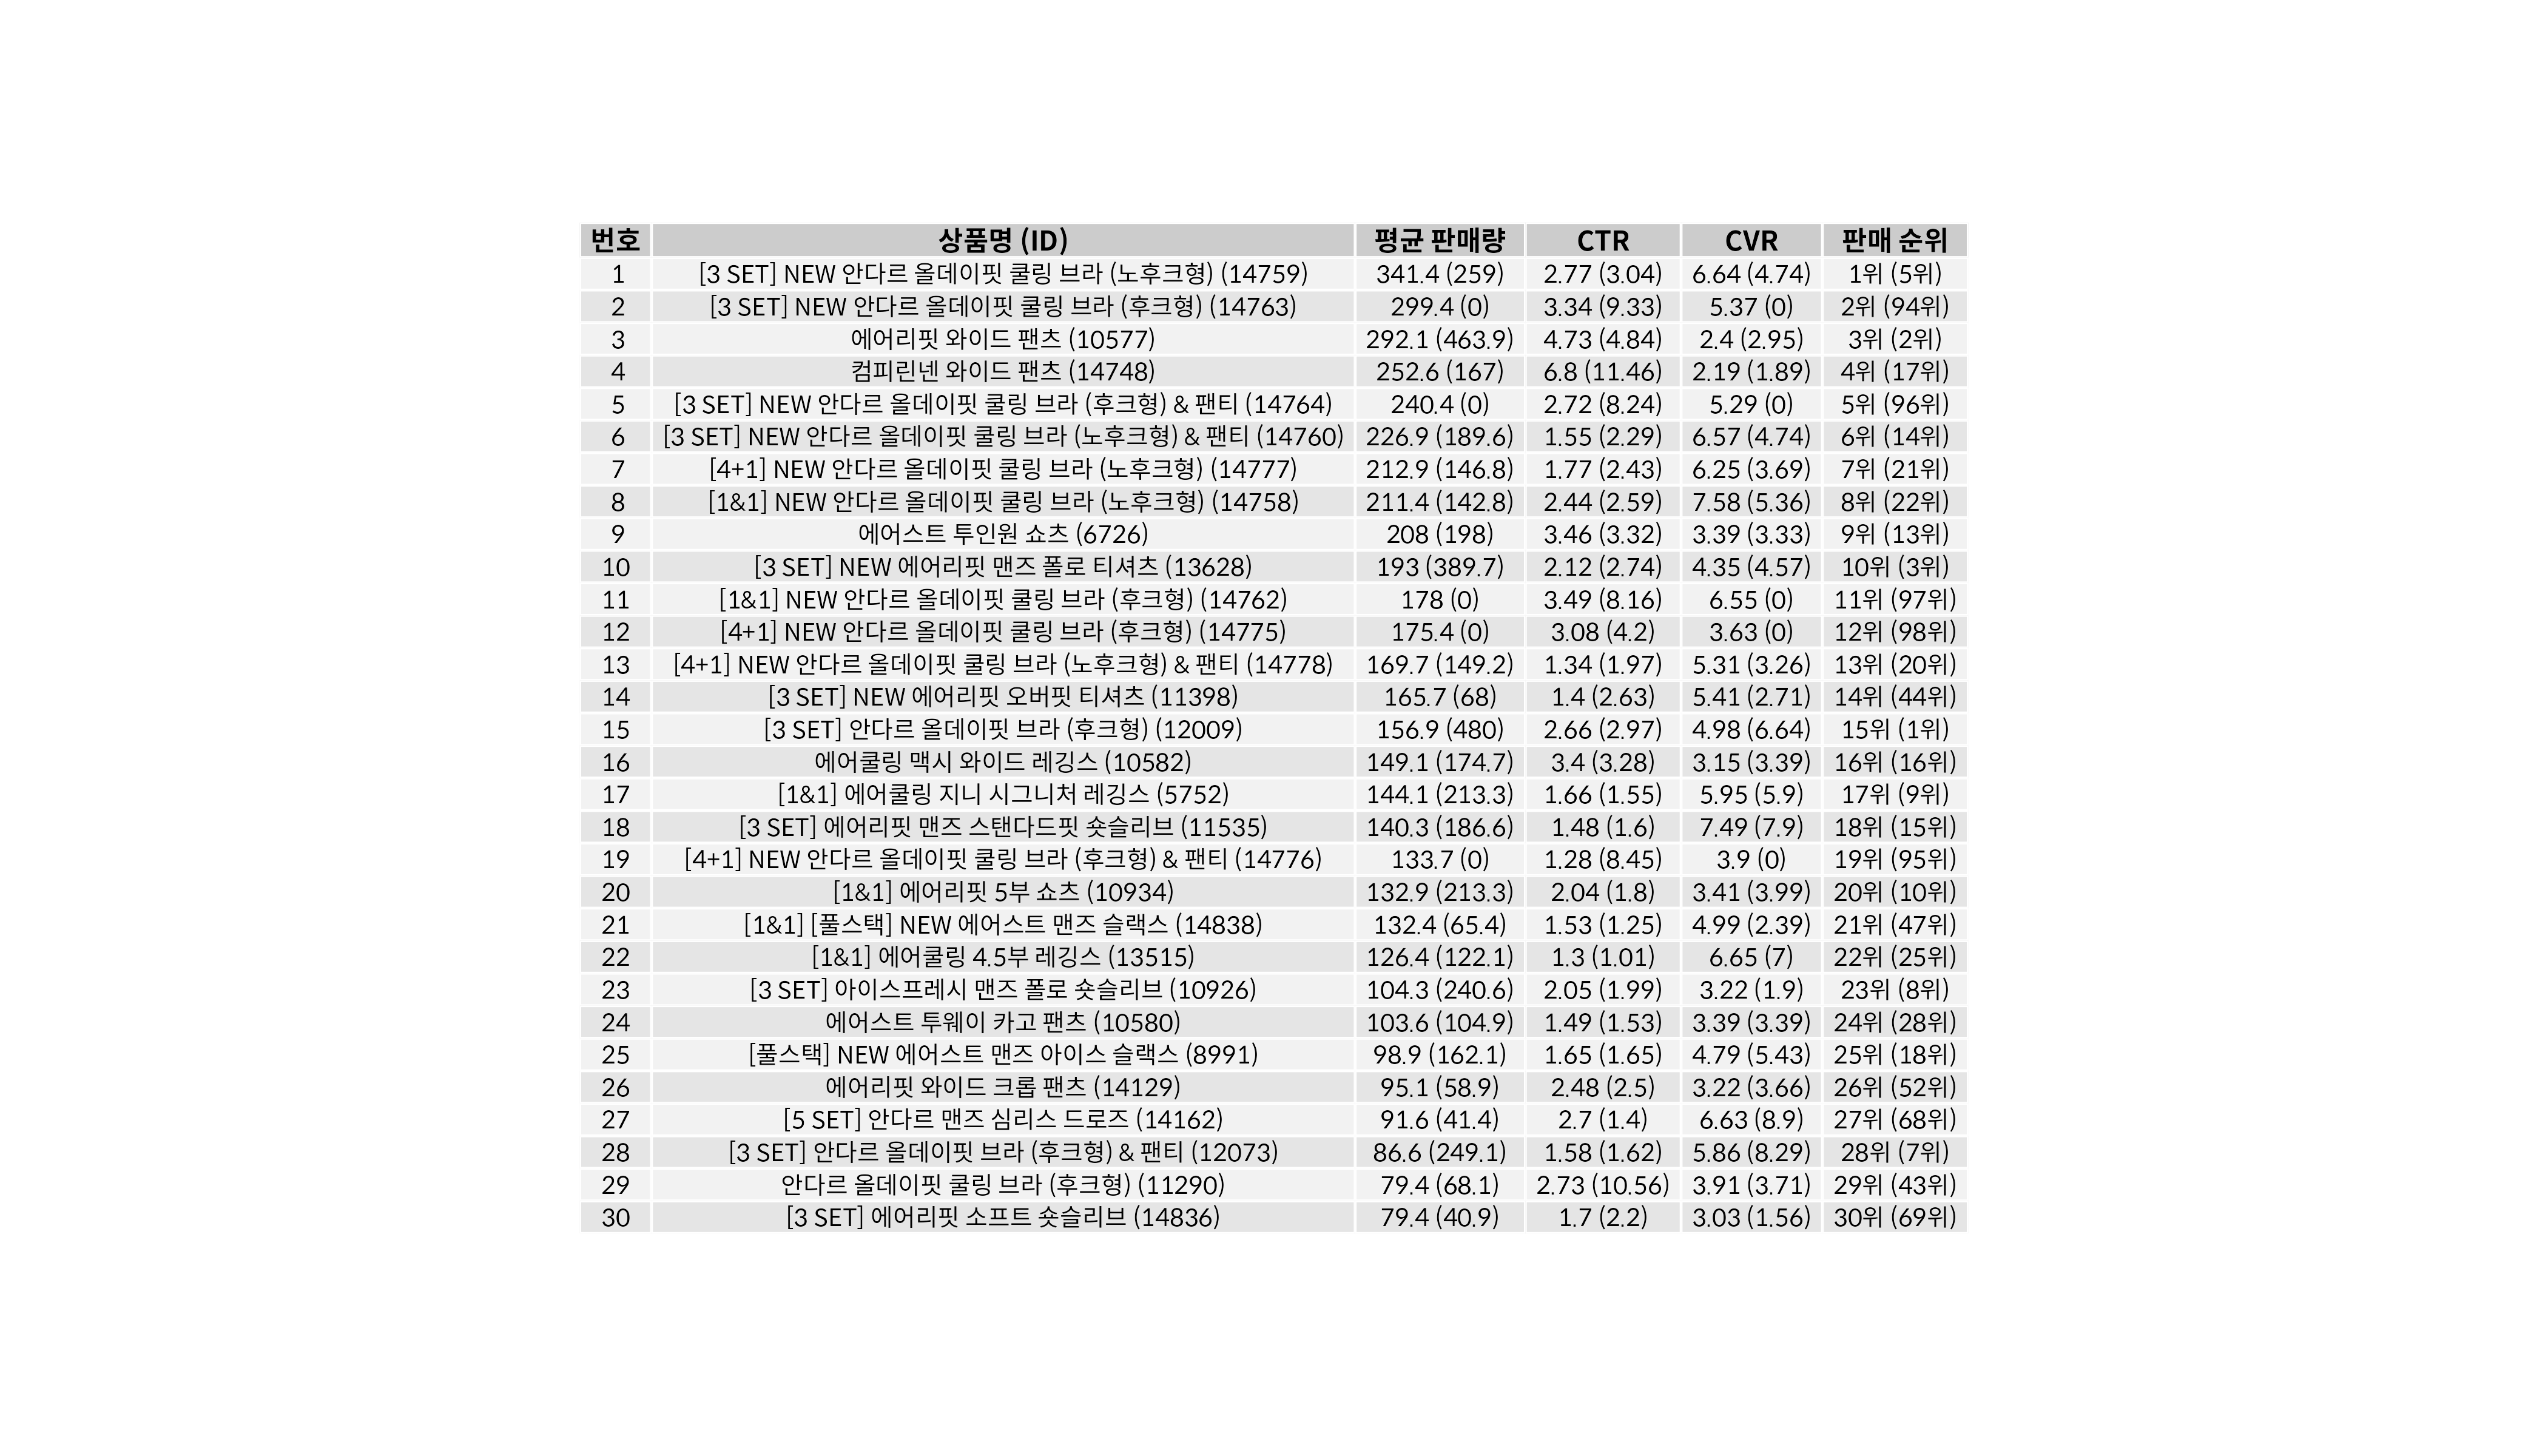 번호 상품명 (ID) 평균 판매량 CTR CVR 판매 순위
1 [3 SET] NEW 안다르 올데이핏 쿨링 브라 (노후크형) (14759) 341.4 (259) 2.77 (3.04) 6.64 (4.74) 1위 (5위)
2 [3 SET] NEW 안다르 올데이핏 쿨링 브라 (후크형) (14763) 299.4 (0) 3.34 (9.33) 5.37 (0) 2위 (94위)
3 에어리핏 와이드 팬츠 (10577) 292.1 (463.9) 4.73 (4.84) 2.4 (2.95) 3위 (2위)
4 컴피린넨 와이드 팬츠 (14748) 252.6 (167) 6.8 (11.46) 2.19 (1.89) 4위 (17위)
5 [3 SET] NEW 안다르 올데이핏 쿨링 브라 (후크형) & 팬티 (14764) 240.4 (0) 2.72 (8.24) 5.29 (0) 5위 (96위)
6 [3 SET] NEW 안다르 올데이핏 쿨링 브라 (노후크형) & 팬티 (14760) 226.9 (189.6) 1.55 (2.29) 6.57 (4.74) 6위 (14위)
7 [4+1] NEW 안다르 올데이핏 쿨링 브라 (노후크형) (14777) 212.9 (146.8) 1.77 (2.43) 6.25 (3.69) 7위 (21위)
8 [1&1] NEW 안다르 올데이핏 쿨링 브라 (노후크형) (14758) 211.4 (142.8) 2.44 (2.59) 7.58 (5.36) 8위 (22위)
9 에어스트 투인원 쇼츠 (6726) 208 (198) 3.46 (3.32) 3.39 (3.33) 9위 (13위)
10 [3 SET] NEW 에어리핏 맨즈 폴로 티셔츠 (13628) 193 (389.7) 2.12 (2.74) 4.35 (4.57) 10위 (3위)
11 [1&1] NEW 안다르 올데이핏 쿨링 브라 (후크형) (14762) 178 (0) 3.49 (8.16) 6.55 (0) 11위 (97위)
12 [4+1] NEW 안다르 올데이핏 쿨링 브라 (후크형) (14775) 175.4 (0) 3.08 (4.2) 3.63 (0) 12위 (98위)
13 [4+1] NEW 안다르 올데이핏 쿨링 브라 (노후크형) & 팬티 (14778) 169.7 (149.2) 1.34 (1.97) 5.31 (3.26) 13위 (20위)
14 [3 SET] NEW 에어리핏 오버핏 티셔츠 (11398) 165.7 (68) 1.4 (2.63) 5.41 (2.71) 14위 (44위)
15 [3 SET] 안다르 올데이핏 브라 (후크형) (12009) 156.9 (480) 2.66 (2.97) 4.98 (6.64) 15위 (1위)
16 에어쿨링 맥시 와이드 레깅스 (10582) 149.1 (174.7) 3.4 (3.28) 3.15 (3.39) 16위 (16위)
17 [1&1] 에어쿨링 지니 시그니처 레깅스 (5752) 144.1 (213.3) 1.66 (1.55) 5.95 (5.9) 17위 (9위)
18 [3 SET] 에어리핏 맨즈 스탠다드핏 숏슬리브 (11535) 140.3 (186.6) 1.48 (1.6) 7.49 (7.9) 18위 (15위)
19 [4+1] NEW 안다르 올데이핏 쿨링 브라 (후크형) & 팬티 (14776) 133.7 (0) 1.28 (8.45) 3.9 (0) 19위 (95위)
20 [1&1] 에어리핏 5부 쇼츠 (10934) 132.9 (213.3) 2.04 (1.8) 3.41 (3.99) 20위 (10위)
21 [1&1] [풀스택] NEW 에어스트 맨즈 슬랙스 (14838) 132.4 (65.4) 1.53 (1.25) 4.99 (2.39) 21위 (47위)
22 [1&1] 에어쿨링 4.5부 레깅스 (13515) 126.4 (122.1) 1.3 (1.01) 6.65 (7) 22위 (25위)
23 [3 SET] 아이스프레시 맨즈 폴로 숏슬리브 (10926) 104.3 (240.6) 2.05 (1.99) 3.22 (1.9) 23위 (8위)
24 에어스트 투웨이 카고 팬츠 (10580) 103.6 (104.9) 1.49 (1.53) 3.39 (3.39) 24위 (28위)
25 [풀스택] NEW 에어스트 맨즈 아이스 슬랙스 (8991) 98.9 (162.1) 1.65 (1.65) 4.79 (5.43) 25위 (18위)
26 에어리핏 와이드 크롭 팬츠 (14129) 95.1 (58.9) 2.48 (2.5) 3.22 (3.66) 26위 (52위)
27 [5 SET] 안다르 맨즈 심리스 드로즈 (14162) 91.6 (41.4) 2.7 (1.4) 6.63 (8.9) 27위 (68위)
28 [3 SET] 안다르 올데이핏 브라 (후크형) & 팬티 (12073) 86.6 (249.1) 1.58 (1.62) 5.86 (8.29) 28위 (7위)
29 안다르 올데이핏 쿨링 브라 (후크형) (11290) 79.4 (68.1) 2.73 (10.56) 3.91 (3.71) 29위 (43위)
30 [3 SET] 에어리핏 소프트 숏슬리브 (14836) 79.4 (40.9) 1.7 (2.2) 3.03 (1.56) 30위 (69위)